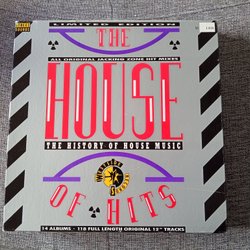 LIMITED EDITION
THE
ALL ORIGINAL JACKING ZONE HIT MIXES
HOUSE
THE HISTORY OF HOUSE MUSIC
OF HITS
14 ALBUMS - 118 FULL LENGTH ORIGINAL 12" TRACKS